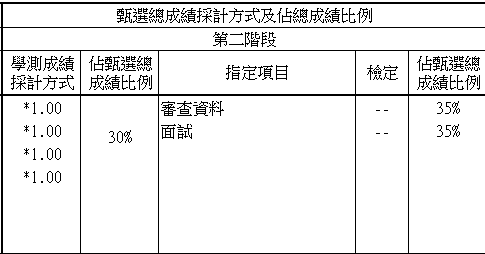 甄選總成績採計方式及佔總成績比例
第二階段
學測成績採計方式 佔甄選總成績比例 指定項目 檢定 佔甄選總成績比例
*1.00 審查資料 -- 35%
*1.00 30% 面試 -- 35%
*1.00
*1.00